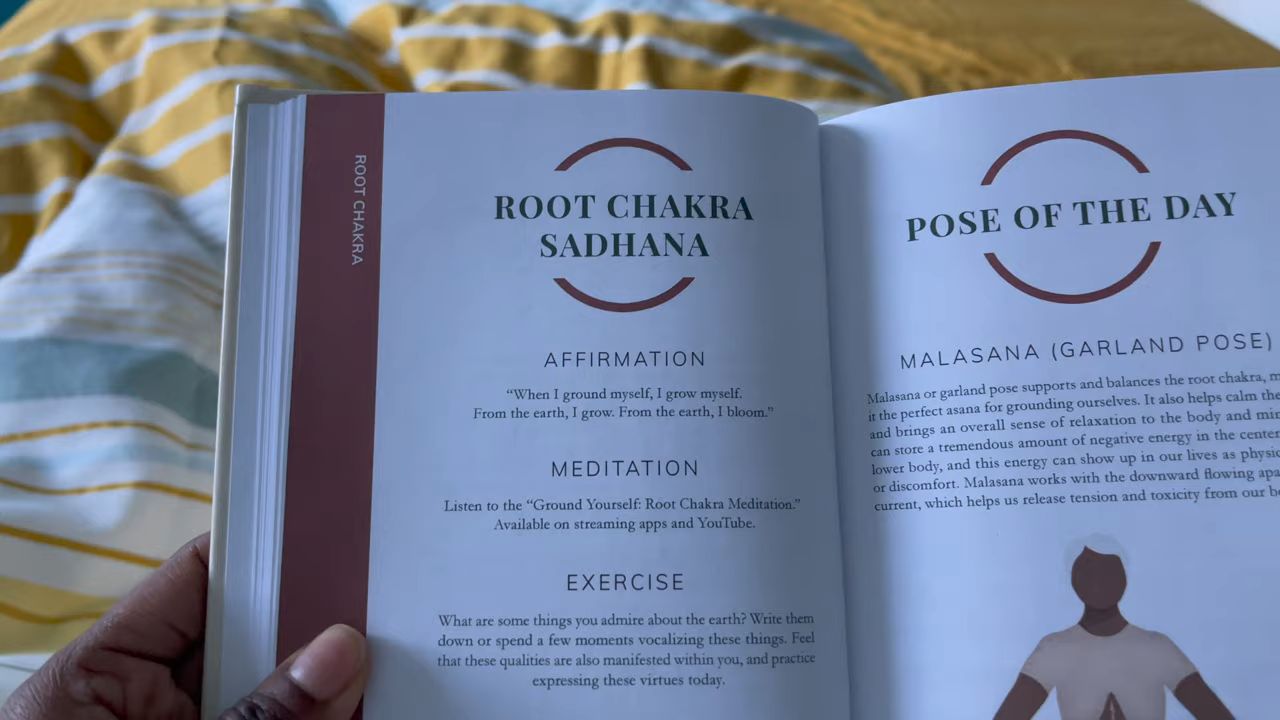 ROOT CHAKRA
ROOT CHAKRA
SADHANA
AFFIRMATION
“When I ground myself, I grow myself.
From the earth, I grow. From the earth, I bloom.”
MEDITATION
Listen to the “Ground Yourself: Root Chakra Meditation.”
Available on streaming apps and YouTube.
EXERCISE
What are some things you admire about the earth? Write them
down or spend a few moments vocalizing these things. Feel
that these qualities are also manifested within you, and practice
expressing these virtues today.
POSE OF THE DAY
MALASANA (GARLAND POSE)
Malasana or garland pose supports and balances the root chakra,
it the perfect asana for grounding ourselves. It also helps calm the
and brings an overall sense of relaxation to the body and
can store a tremendous amount of negative energy in the center
lower body, and this energy can show up in our lives as
or discomfort. Malasana works with the downward flowing
current, which helps us release tension and toxicity from our